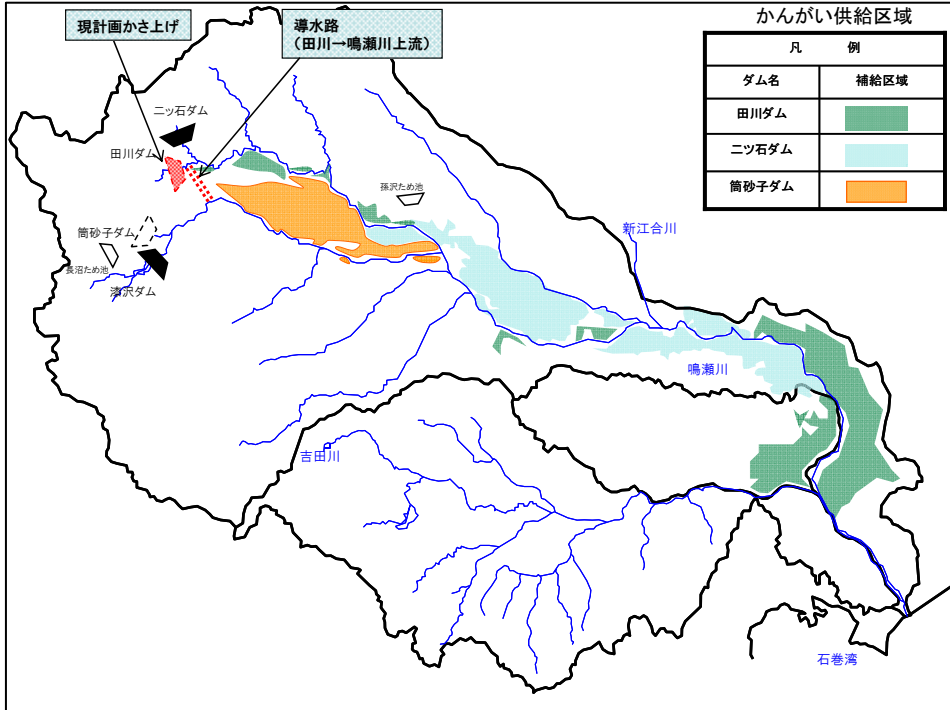 かんがい供給区域
凡 例
ダム名 補給区域
田川ダム
二ツ石ダム
筒砂子ダム
現計画かさ上げ
導水路
（田川→鳴瀬川上流）
二ッ石ダム
田川ダム
孫沢ため池
筒砂子ダム
長沼ため池
漆沢ダム
新江合川
鳴瀬川
吉田川
石巻湾